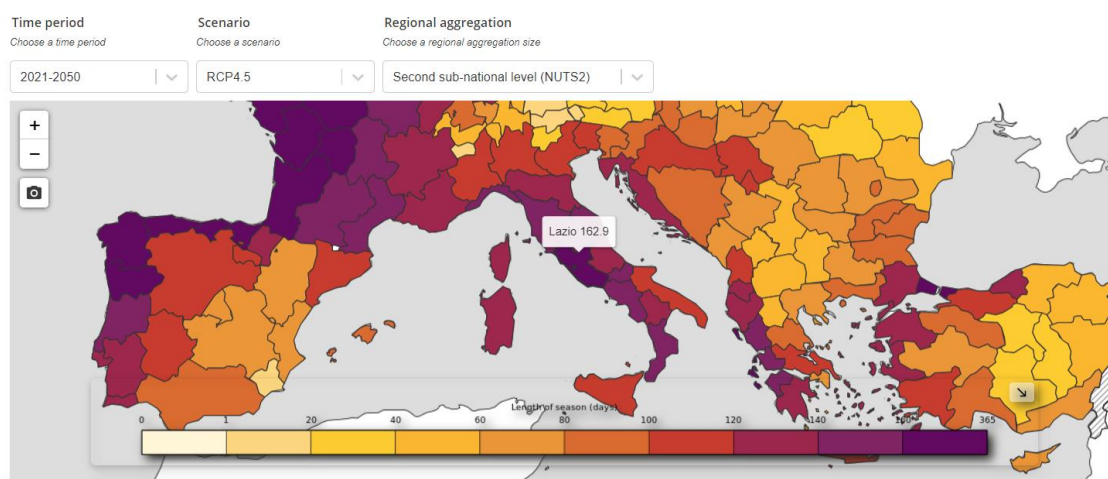 Time period
Scenario
Regional aggregation
Choose a time period
Choose a scenario
Choose a regional aggregation size
2021-2050
RCP4.5
Second sub-national level (NUTS2)
+
−
Lazio 162.9
Length of season (days)
0 1 20 40 60 80 100 120 140 160 365